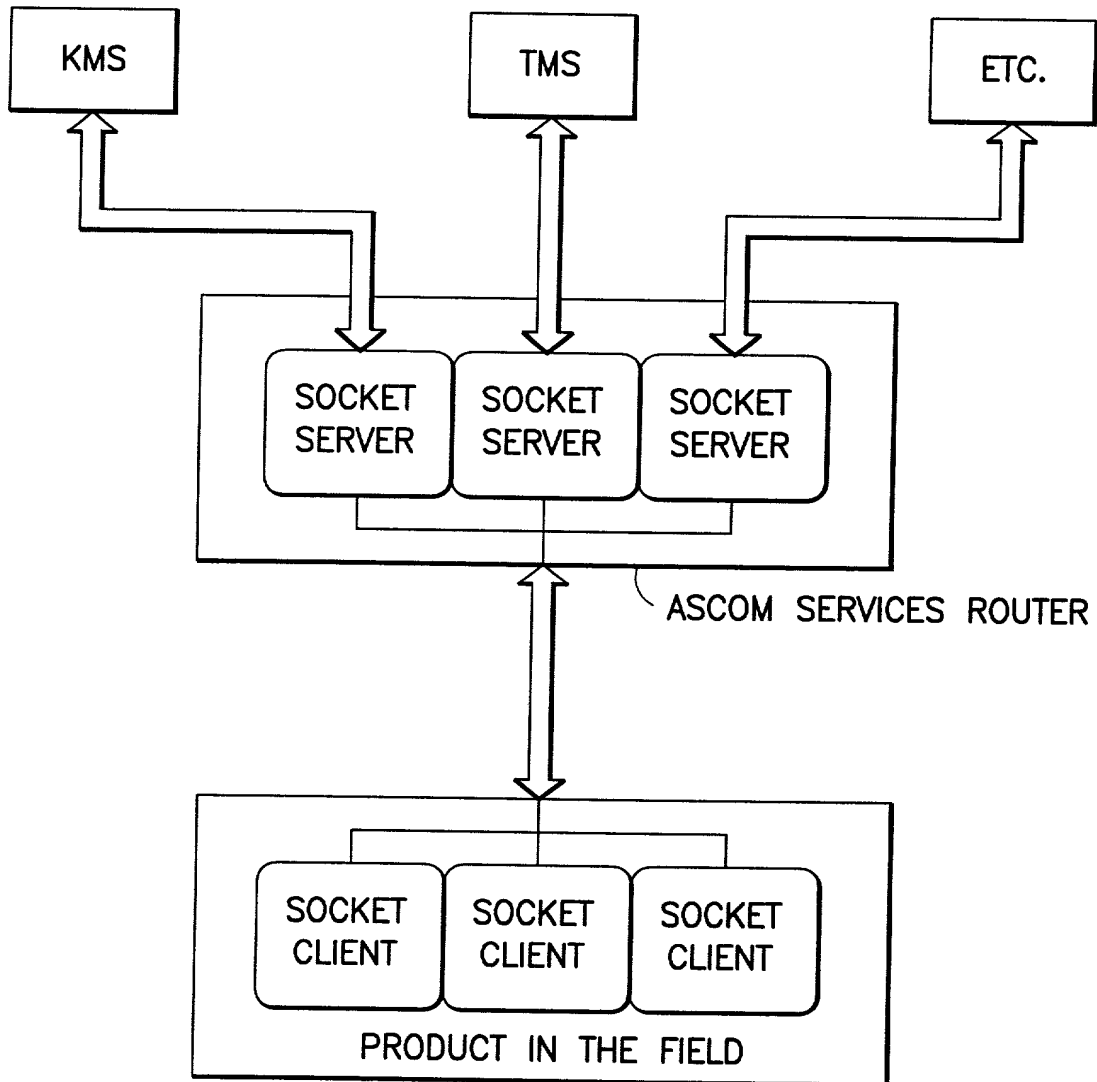 KMS
TMS
ETC.
SOCKET
SERVER
SOCKET
SERVER
SOCKET
SERVER
ASCOM SERVICES ROUTER
SOCKET
CLIENT
SOCKET
CLIENT
SOCKET
CLIENT
PRODUCT IN THE FIELD